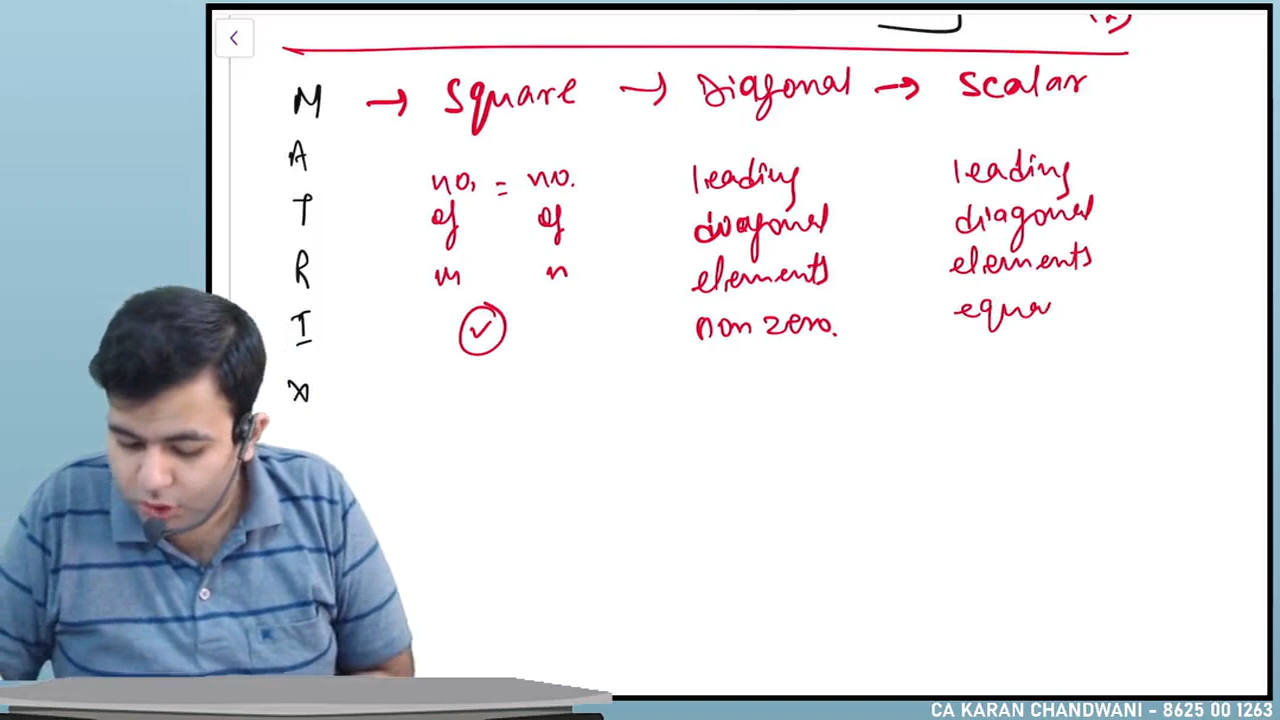 M → Square → Diagonal → Scalar
A
T
R
I
X
no. = no.
of of
m n
leading
diagonal
elements
non zero.
leading
diagonal
elements
equa
CA KARAN CHANDWANI - 8625 00 1263